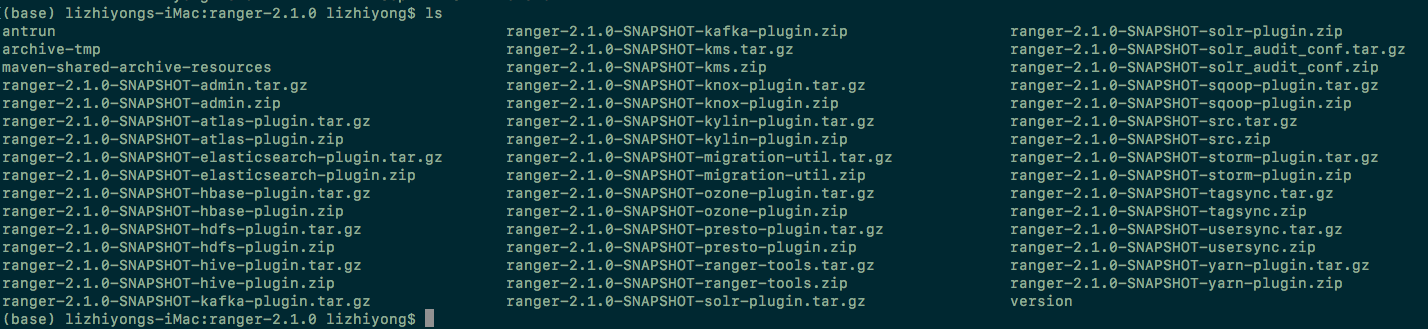 (base) lizhiyongs-iMac:ranger-2.1.0 lizhiyong$ ls
antrun ranger-2.1.0-SNAPSHOT-kafka-plugin.zip ranger-2.1.0-SNAPSHOT-solr-plugin.zip
archive-tmp ranger-2.1.0-SNAPSHOT-kms.tar.gz ranger-2.1.0-SNAPSHOT-solr_audit_conf.tar.gz
maven-shared-archive-resources ranger-2.1.0-SNAPSHOT-kms.zip ranger-2.1.0-SNAPSHOT-solr_audit_conf.zip
ranger-2.1.0-SNAPSHOT-admin.tar.gz ranger-2.1.0-SNAPSHOT-knox-plugin.tar.gz ranger-2.1.0-SNAPSHOT-sqoop-plugin.tar.gz
ranger-2.1.0-SNAPSHOT-admin.zip ranger-2.1.0-SNAPSHOT-knox-plugin.zip ranger-2.1.0-SNAPSHOT-sqoop-plugin.zip
ranger-2.1.0-SNAPSHOT-atlas-plugin.tar.gz ranger-2.1.0-SNAPSHOT-kylin-plugin.tar.gz ranger-2.1.0-SNAPSHOT-src.tar.gz
ranger-2.1.0-SNAPSHOT-atlas-plugin.zip ranger-2.1.0-SNAPSHOT-kylin-plugin.zip ranger-2.1.0-SNAPSHOT-src.zip
ranger-2.1.0-SNAPSHOT-elasticsearch-plugin.tar.gz ranger-2.1.0-SNAPSHOT-migration-util.tar.gz ranger-2.1.0-SNAPSHOT-storm-plugin.tar.gz
ranger-2.1.0-SNAPSHOT-elasticsearch-plugin.zip ranger-2.1.0-SNAPSHOT-migration-util.zip ranger-2.1.0-SNAPSHOT-storm-plugin.zip
ranger-2.1.0-SNAPSHOT-hbase-plugin.tar.gz ranger-2.1.0-SNAPSHOT-ozone-plugin.tar.gz ranger-2.1.0-SNAPSHOT-tagsync.tar.gz
ranger-2.1.0-SNAPSHOT-hbase-plugin.zip ranger-2.1.0-SNAPSHOT-ozone-plugin.zip ranger-2.1.0-SNAPSHOT-tagsync.zip
ranger-2.1.0-SNAPSHOT-hdfs-plugin.tar.gz ranger-2.1.0-SNAPSHOT-presto-plugin.tar.gz ranger-2.1.0-SNAPSHOT-usersync.tar.gz
ranger-2.1.0-SNAPSHOT-hdfs-plugin.zip ranger-2.1.0-SNAPSHOT-presto-plugin.zip ranger-2.1.0-SNAPSHOT-usersync.zip
ranger-2.1.0-SNAPSHOT-hive-plugin.tar.gz ranger-2.1.0-SNAPSHOT-ranger-tools.tar.gz ranger-2.1.0-SNAPSHOT-yarn-plugin.tar.gz
ranger-2.1.0-SNAPSHOT-hive-plugin.zip ranger-2.1.0-SNAPSHOT-ranger-tools.zip ranger-2.1.0-SNAPSHOT-yarn-plugin.zip
ranger-2.1.0-SNAPSHOT-kafka-plugin.tar.gz ranger-2.1.0-SNAPSHOT-solr-plugin.tar.gz version
(base) lizhiyongs-iMac:ranger-2.1.0 lizhiyong$